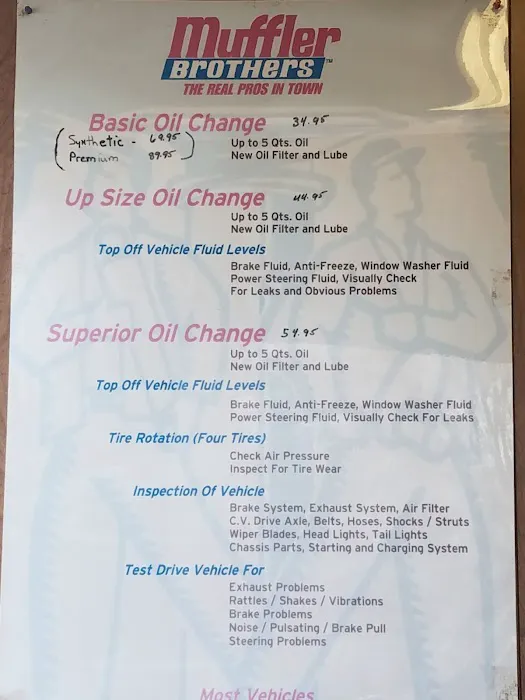 Muffler
BROTHERS™
THE REAL PROS IN TOWN
Basic Oil Change 34.95
(Synthetic - 69.95
Premium 89.95)
Up to 5 Qts. Oil
New Oil Filter and Lube
Up Size Oil Change 44.95
Up to 5 Qts. Oil
New Oil Filter and Lube
Top Off Vehicle Fluid Levels
Brake Fluid, Anti-Freeze, Window Washer Fluid
Power Steering Fluid, Visually Check
For Leaks and Obvious Problems
Superior Oil Change 54.95
Up to 5 Qts. Oil
New Oil Filter and Lube
Top Off Vehicle Fluid Levels
Brake Fluid, Anti-Freeze, Window Washer Fluid
Power Steering Fluid, Visually Check For Leaks
Tire Rotation (Four Tires)
Check Air Pressure
Inspect For Tire Wear
Inspection Of Vehicle
Brake System, Exhaust System, Air Filter
C.V. Drive Axle, Belts, Hoses, Shocks / Struts
Wiper Blades, Head Lights, Tail Lights
Chassis Parts, Starting and Charging System
Test Drive Vehicle For
Exhaust Problems
Rattles / Shakes / Vibrations
Brake Problems
Noise / Pulsating / Brake Pull
Steering Problems
Most Vehicles